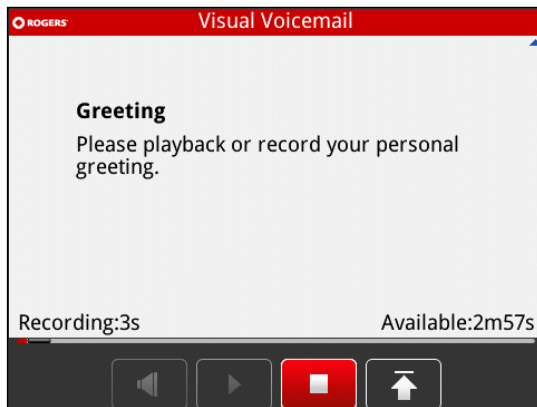 ROGERS Visual Voicemail
Greeting
Please playback or record your personal
greeting.
Recording:3s Available:2m57s